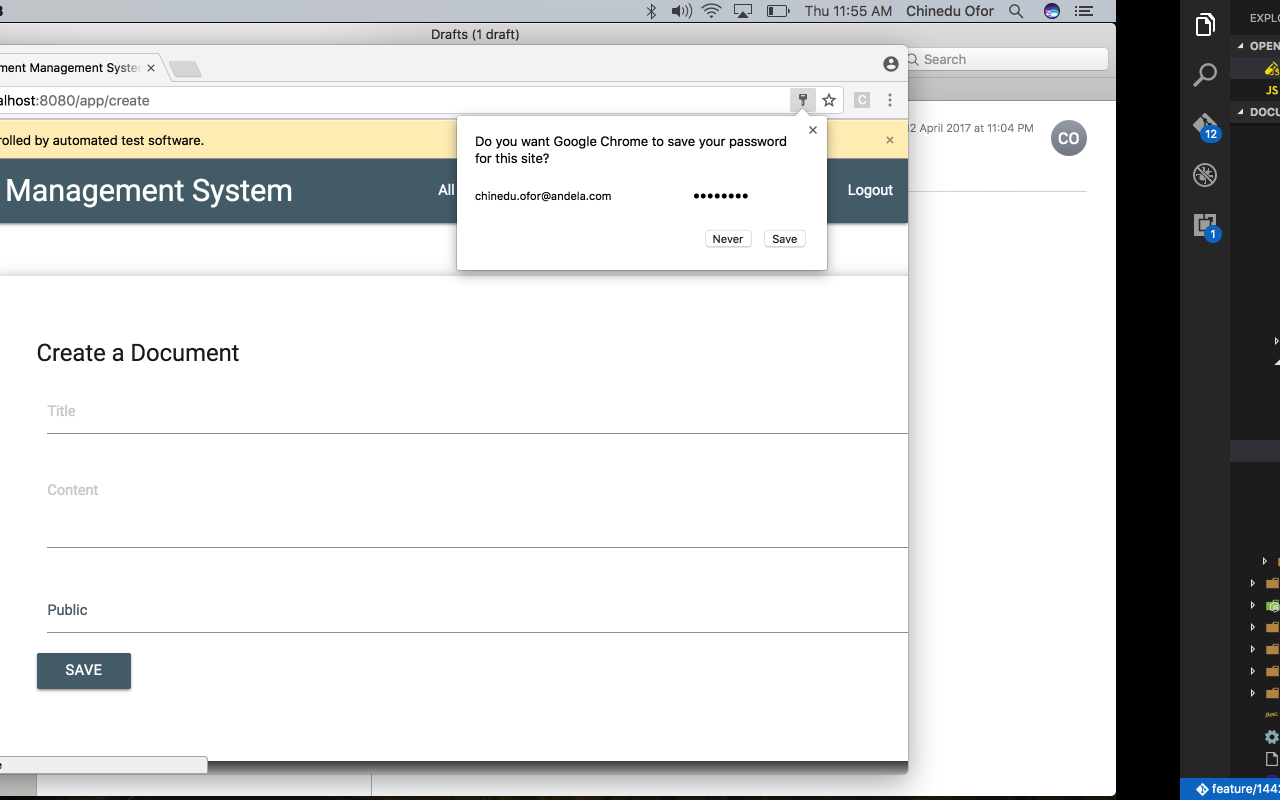 Thu 11:55 AM Chinedu Ofor
Drafts (1 draft)
ment Management Syster
Search
alhost:8080/app/create
C
rolled by automated test software.
Do you want Google Chrome to save your password
for this site?
chinedu.ofor@andela.com ••••••••
Never Save
Management System
All
Logout
12 April 2017 at 11:04 PM
CO
Create a Document
Title
Content
Public
SAVE
EXPLO
OPEN
JS
DOCU
12
1
feature/1442